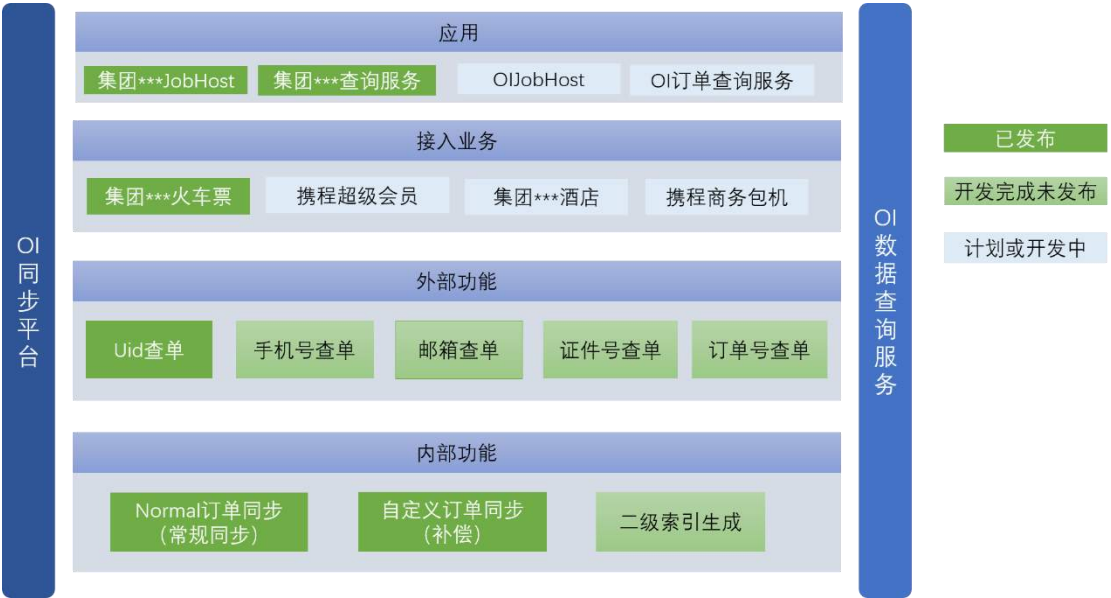 OI同步平台
应用
集团***JobHost
集团***查询服务
OIJobHost
OI订单查询服务
接入业务
集团***火车票
携程超级会员
集团***酒店
携程商务包机
外部功能
Uid查单
手机号查单
邮箱查单
证件号查单
订单号查单
内部功能
Normal订单同步
（常规同步）
自定义订单同步
（补偿）
二级索引生成
OI数据查询服务
已发布
开发完成未发布
计划或开发中